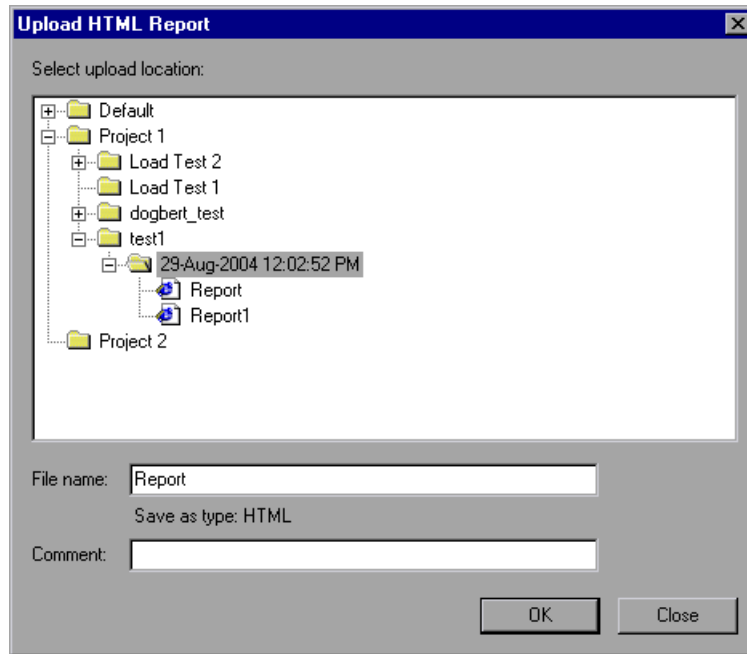 Upload HTML Report
Select upload location:
Default
Project 1
Load Test 2
Load Test 1
dogbert_test
test1
29-Aug-2004 12:02:52 PM
Report
Report1
Project 2
File name: Report
Save as type: HTML
Comment:
OK Close